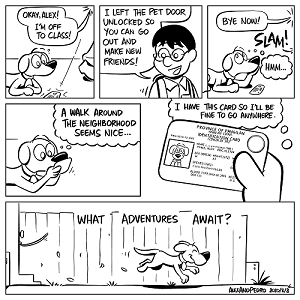 OKAY, ALEX!
I'M OFF
TO CLASS!
I LEFT THE PET DOOR
UNLOCKED SO
YOU CAN GO
OUT AND
MAKE NEW
FRIENDS!
BYE NOW!
SLAM!
HMM...
A WALK AROUND
THE NEIGHBORHOOD
SEEMS NICE...
I HAVE THIS CARD SO I'LL BE
FINE TO GO ANYWHERE.
PROVINCE OF
IDENTIFICATION CARD
WHAT ADVENTURES AWAIT?